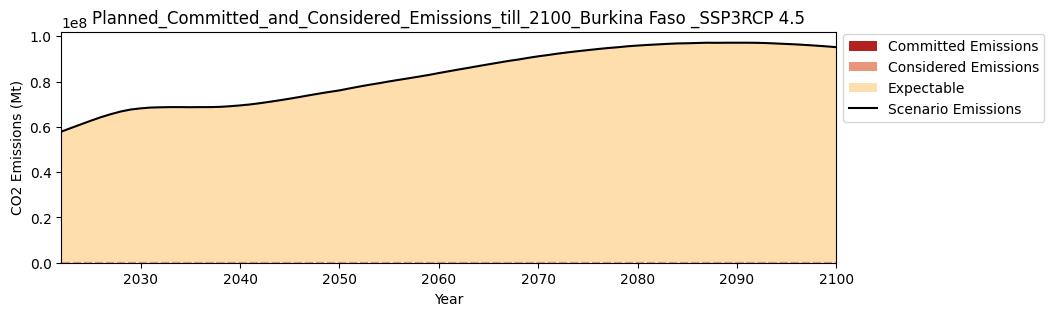 Planned_Committed_and_Considered_Emissions_till_2100_Burkina Faso _SSP3RCP 4.5
1e8
1.0
0.8
0.6
0.4
0.2
0.0
CO2 Emissions (Mt)
2030 2040 2050 2060 2070 2080 2090 2100
Year
Committed Emissions
Considered Emissions
Expectable
Scenario Emissions